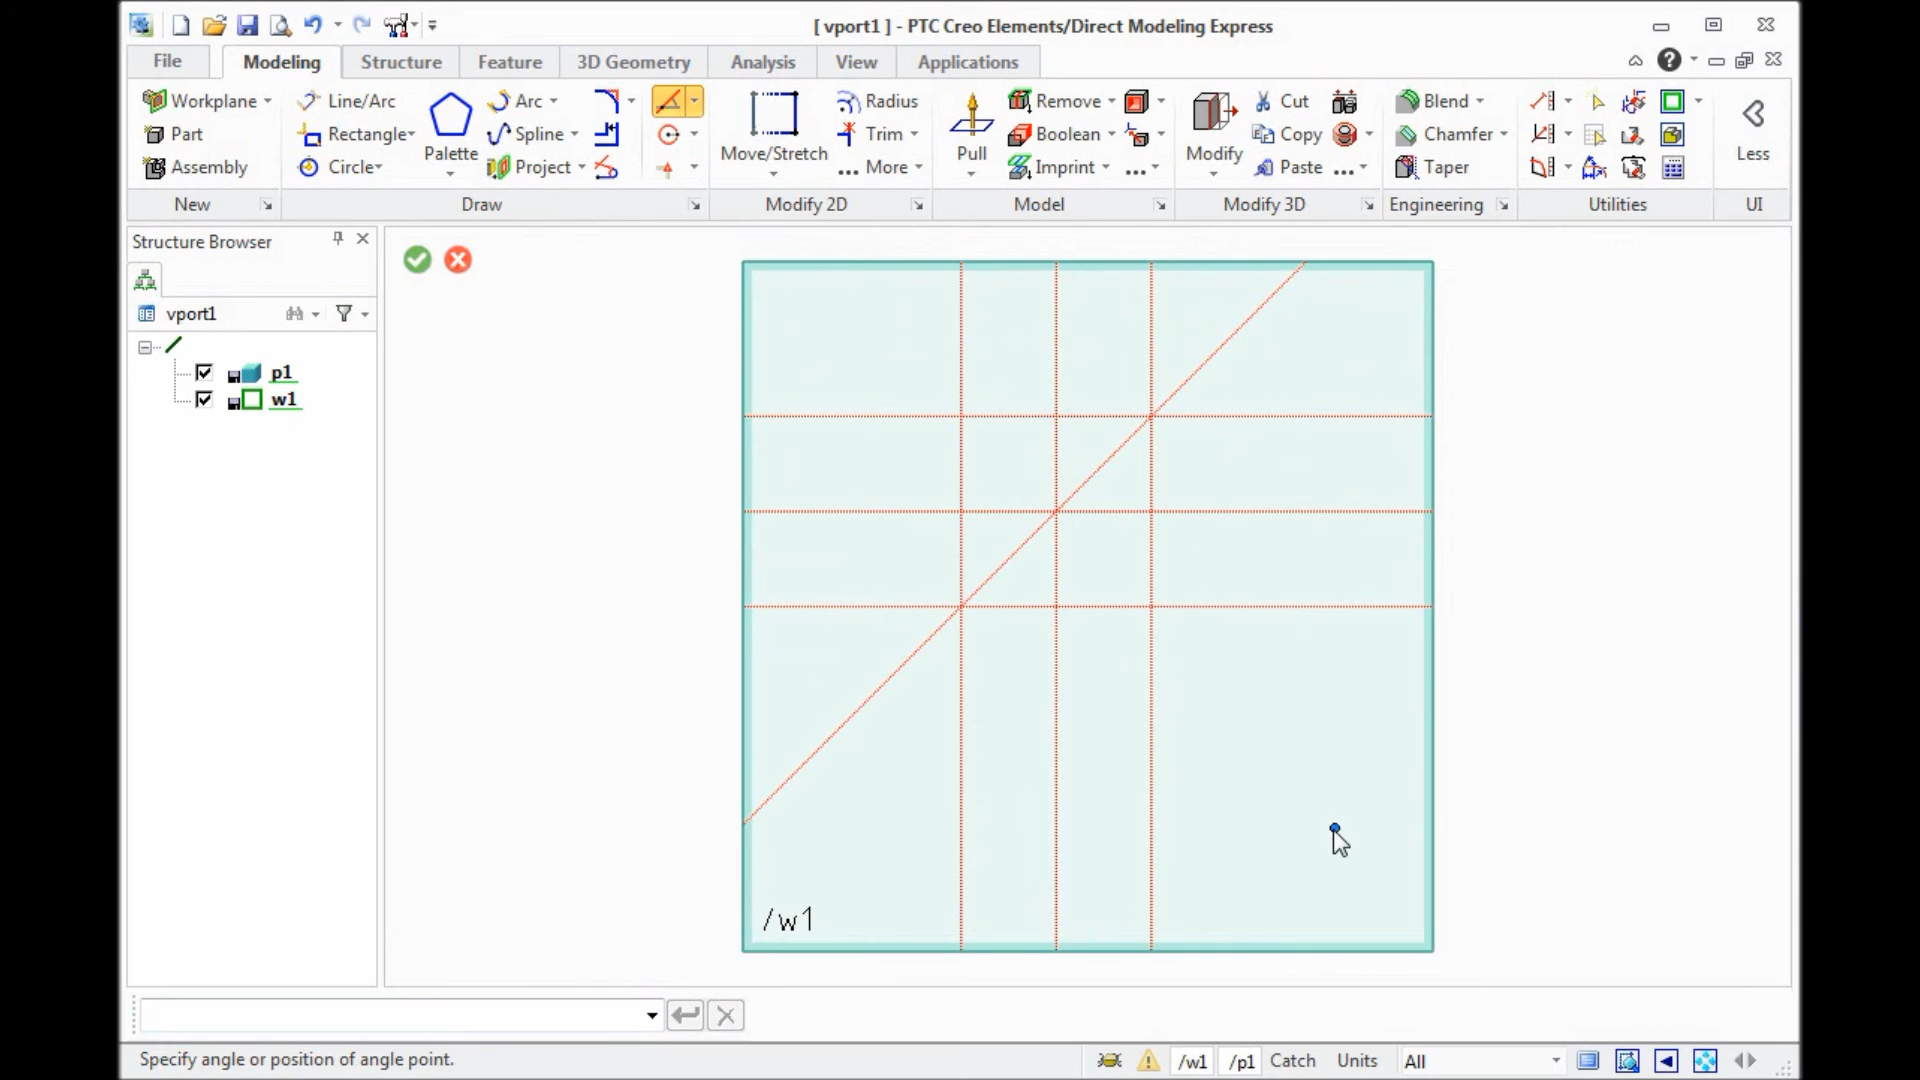 [ vport1 ] - PTC Creo Elements/Direct Modeling Express
File Modeling Structure Feature 3D Geometry Analysis View Applications
Workplane Line/Arc Arc Radius Remove Cut Blend
Part Rectangle Spline Trim Boolean Copy Chamfer
Assembly Circle Palette Project Move/Stretch ... More Pull Imprint ... Modify Paste ... Taper Less
New Draw Modify 2D Model Modify 3D Engineering Utilities UI
Structure Browser
vport1
p1
w1
/w1
Specify angle or position of angle point.
/w1 /p1 Catch Units All